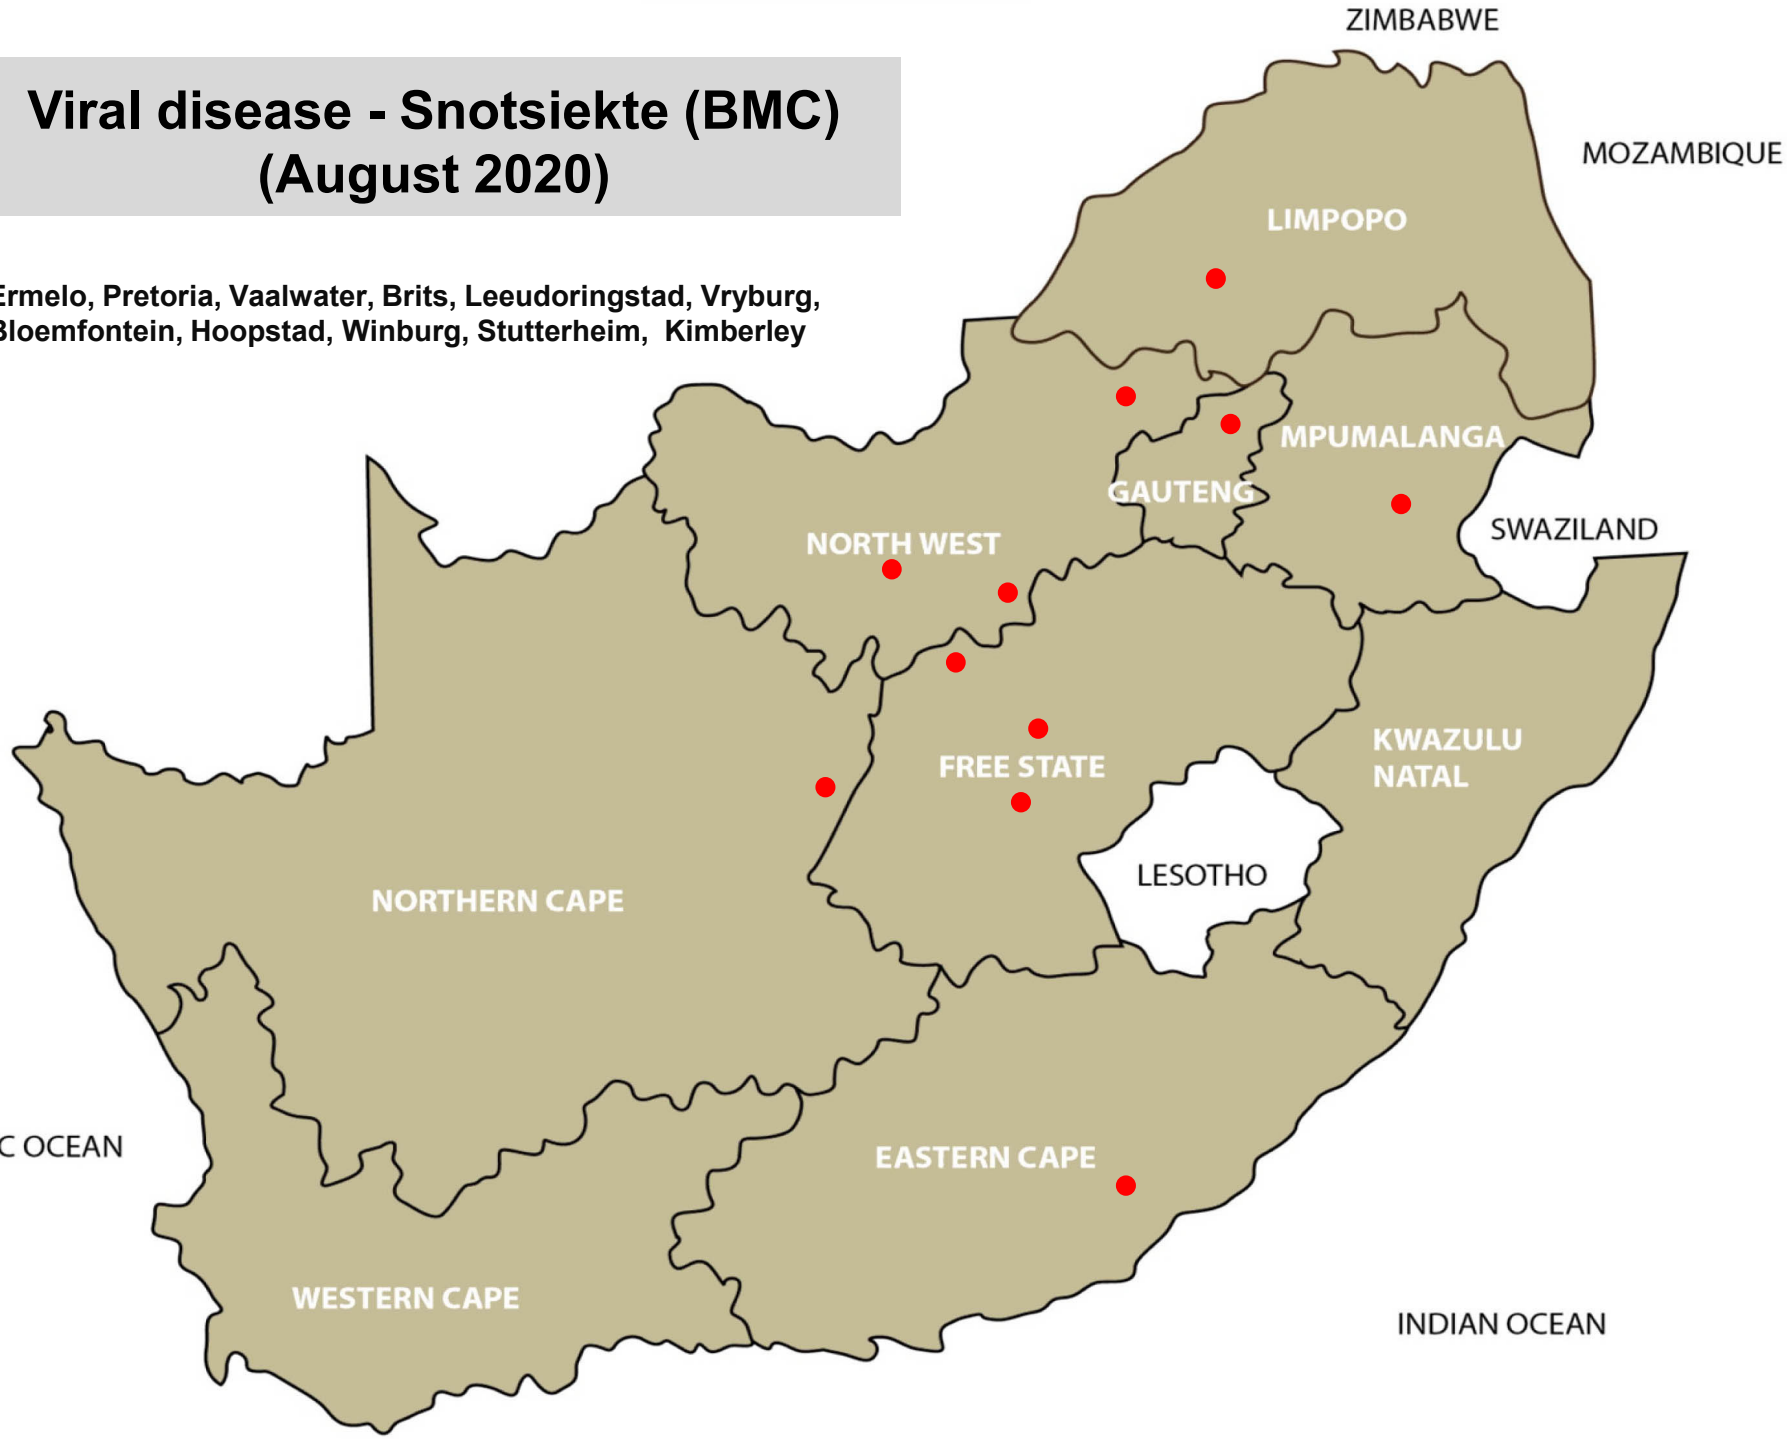 ZIMBABWE
Viral disease - Snotsiekte (BMC)
(August 2020)
MOZAMBIQUE
LIMPOPO
Ermelo, Pretoria, Vaalwater, Brits, Leeudoringstad, Vryburg,
Bloemfontein, Hoopstad, Winburg, Stutterheim, Kimberley
MPUMALANGA
GAUTENG
NORTH WEST
SWAZILAND
KWAZULU
NATAL
FREE STATE
LESOTHO
NORTHERN CAPE
C OCEAN
EASTERN CAPE
WESTERN CAPE
INDIAN OCEAN